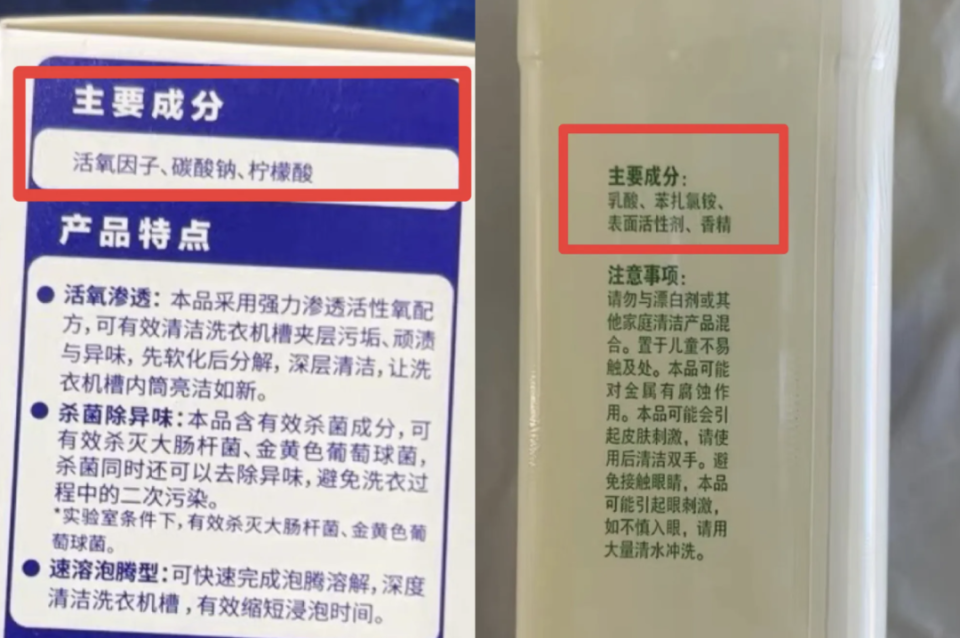 主要成分
活氧因子、碳酸钠、柠檬酸
产品特点
活氧渗透：本品采用强力渗透活性氧配
方，可有效清洁洗衣机槽夹层污垢、顽渍
与异味，先软化后分解，深层清洁，让洗
衣机槽内筒亮洁如新。
杀菌除异味：本品含有效杀菌成分，可
有效杀灭大肠杆菌、金黄色葡萄球菌，
杀菌同时还可以去除异味，避免洗衣过
程中的二次污染。
*实验室条件下，有效杀灭大肠杆菌、金黄色葡
萄球菌。
速溶泡腾型：可快速完成泡腾溶解，深度
清洁洗衣机槽，有效缩短浸泡时间。
主要成分：
乳酸、苯扎氯铵、
表面活性剂、香精
注意事项：
请勿与漂白剂或其
他家庭清洁产品混
合。置于儿童不易
触及处。本品可能
对金属有腐蚀作
用。本品可能会引
起皮肤刺激，请使
用后清洁双手。避
免接触眼睛，本品
可能引起眼刺激，
如不慎入眼，请用
大量清水冲洗。